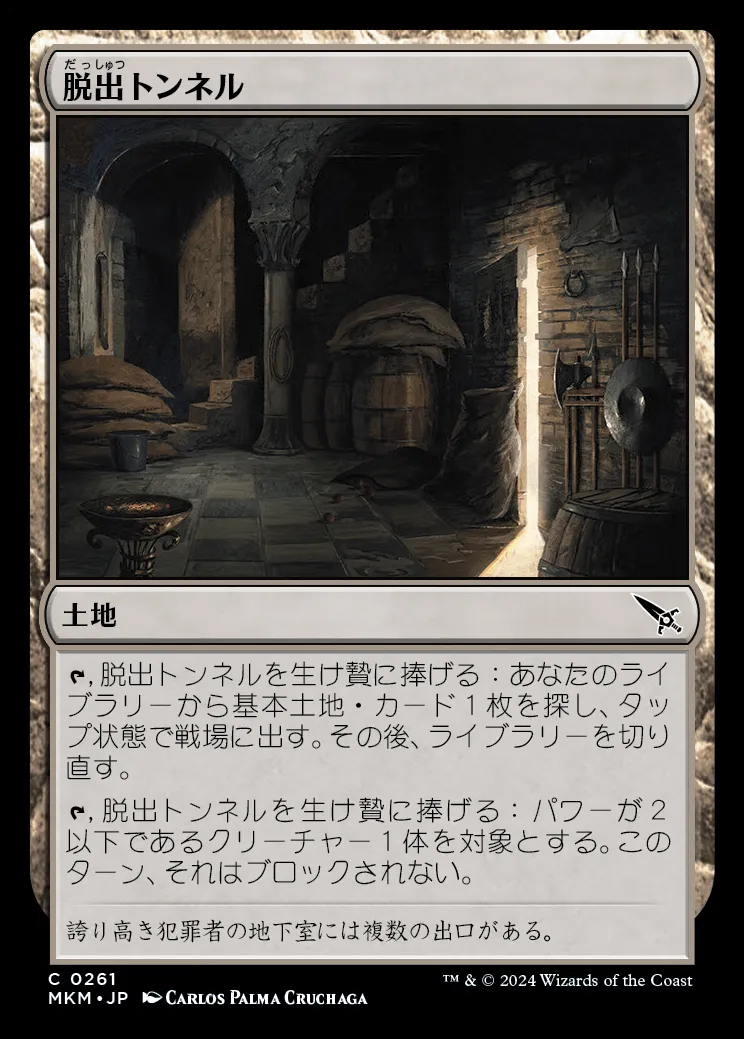 だっしゅつ
脱出トンネル
土地
,脱出トンネルを生け贄に捧げる：あなたのライ
ブラリーから基本土地・カード１枚を探し、タッ
プ状態で戦場に出す。その後、ライブラリーを切り
直す。
,脱出トンネルを生け贄に捧げる：パワーが２
以下であるクリーチャー１体を対象とする。この
ターン、それはブロックされない。
誇り高き犯罪者の地下室には複数の出口がある。
C 0261
MKM • JP Carlos Palma Cruchaga
™ & © 2024 Wizards of the Coast